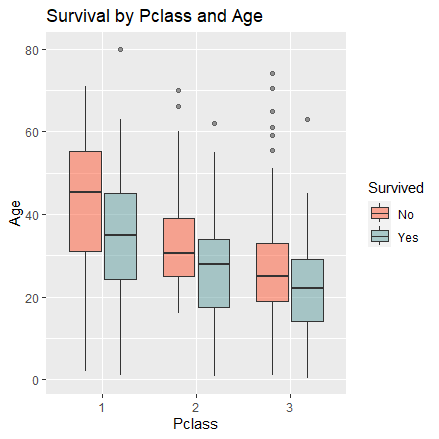 Survival by Pclass and Age
80
60
40
20
0
Age
1 2 3
Pclass
Survived
No
Yes